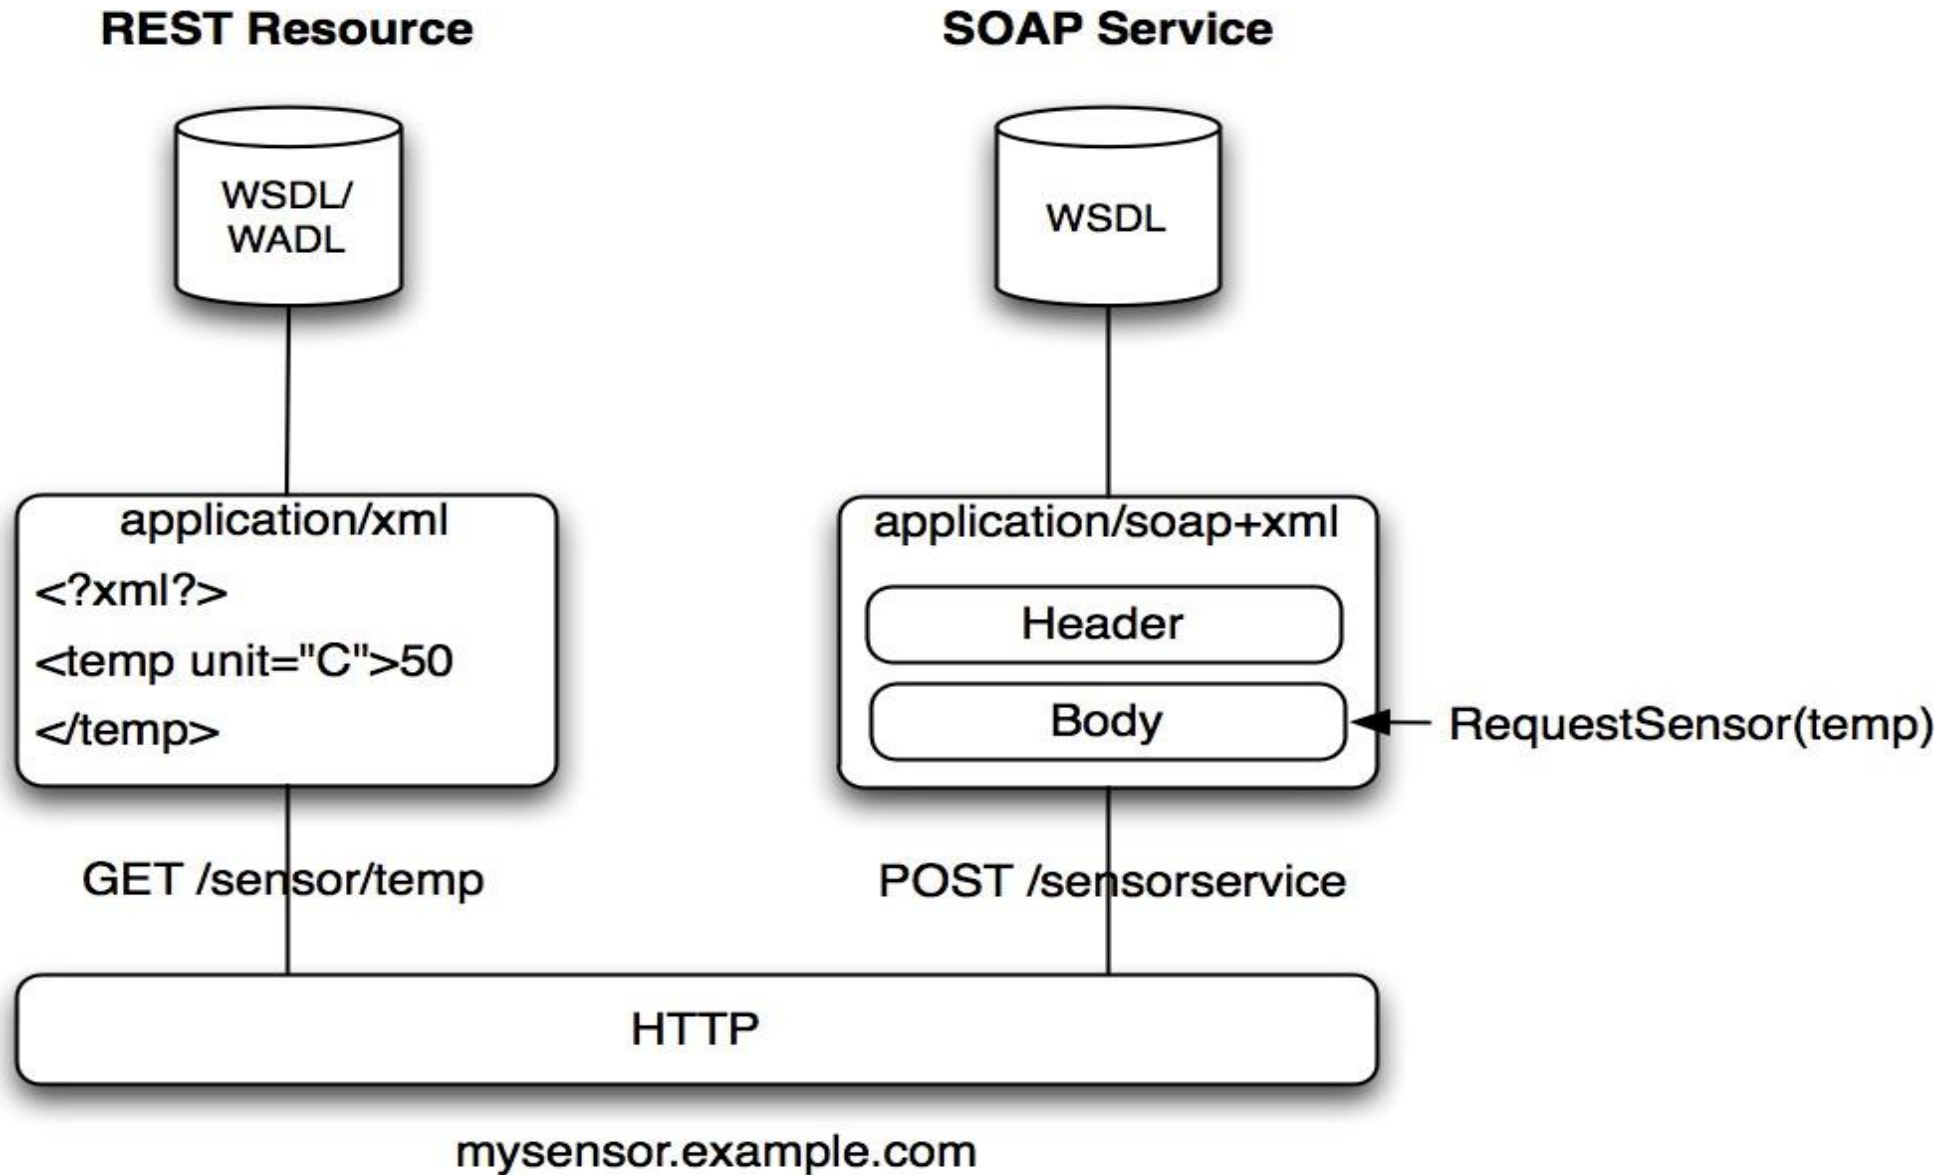 REST Resource
SOAP Service
WSDL/
WADL
WSDL
application/xml
<?xml?>
<temp unit="C">50
</temp>
application/soap+xml
Header
Body
RequestSensor(temp)
GET /sensor/temp
POST /sensorservice
HTTP
mysensor.example.com